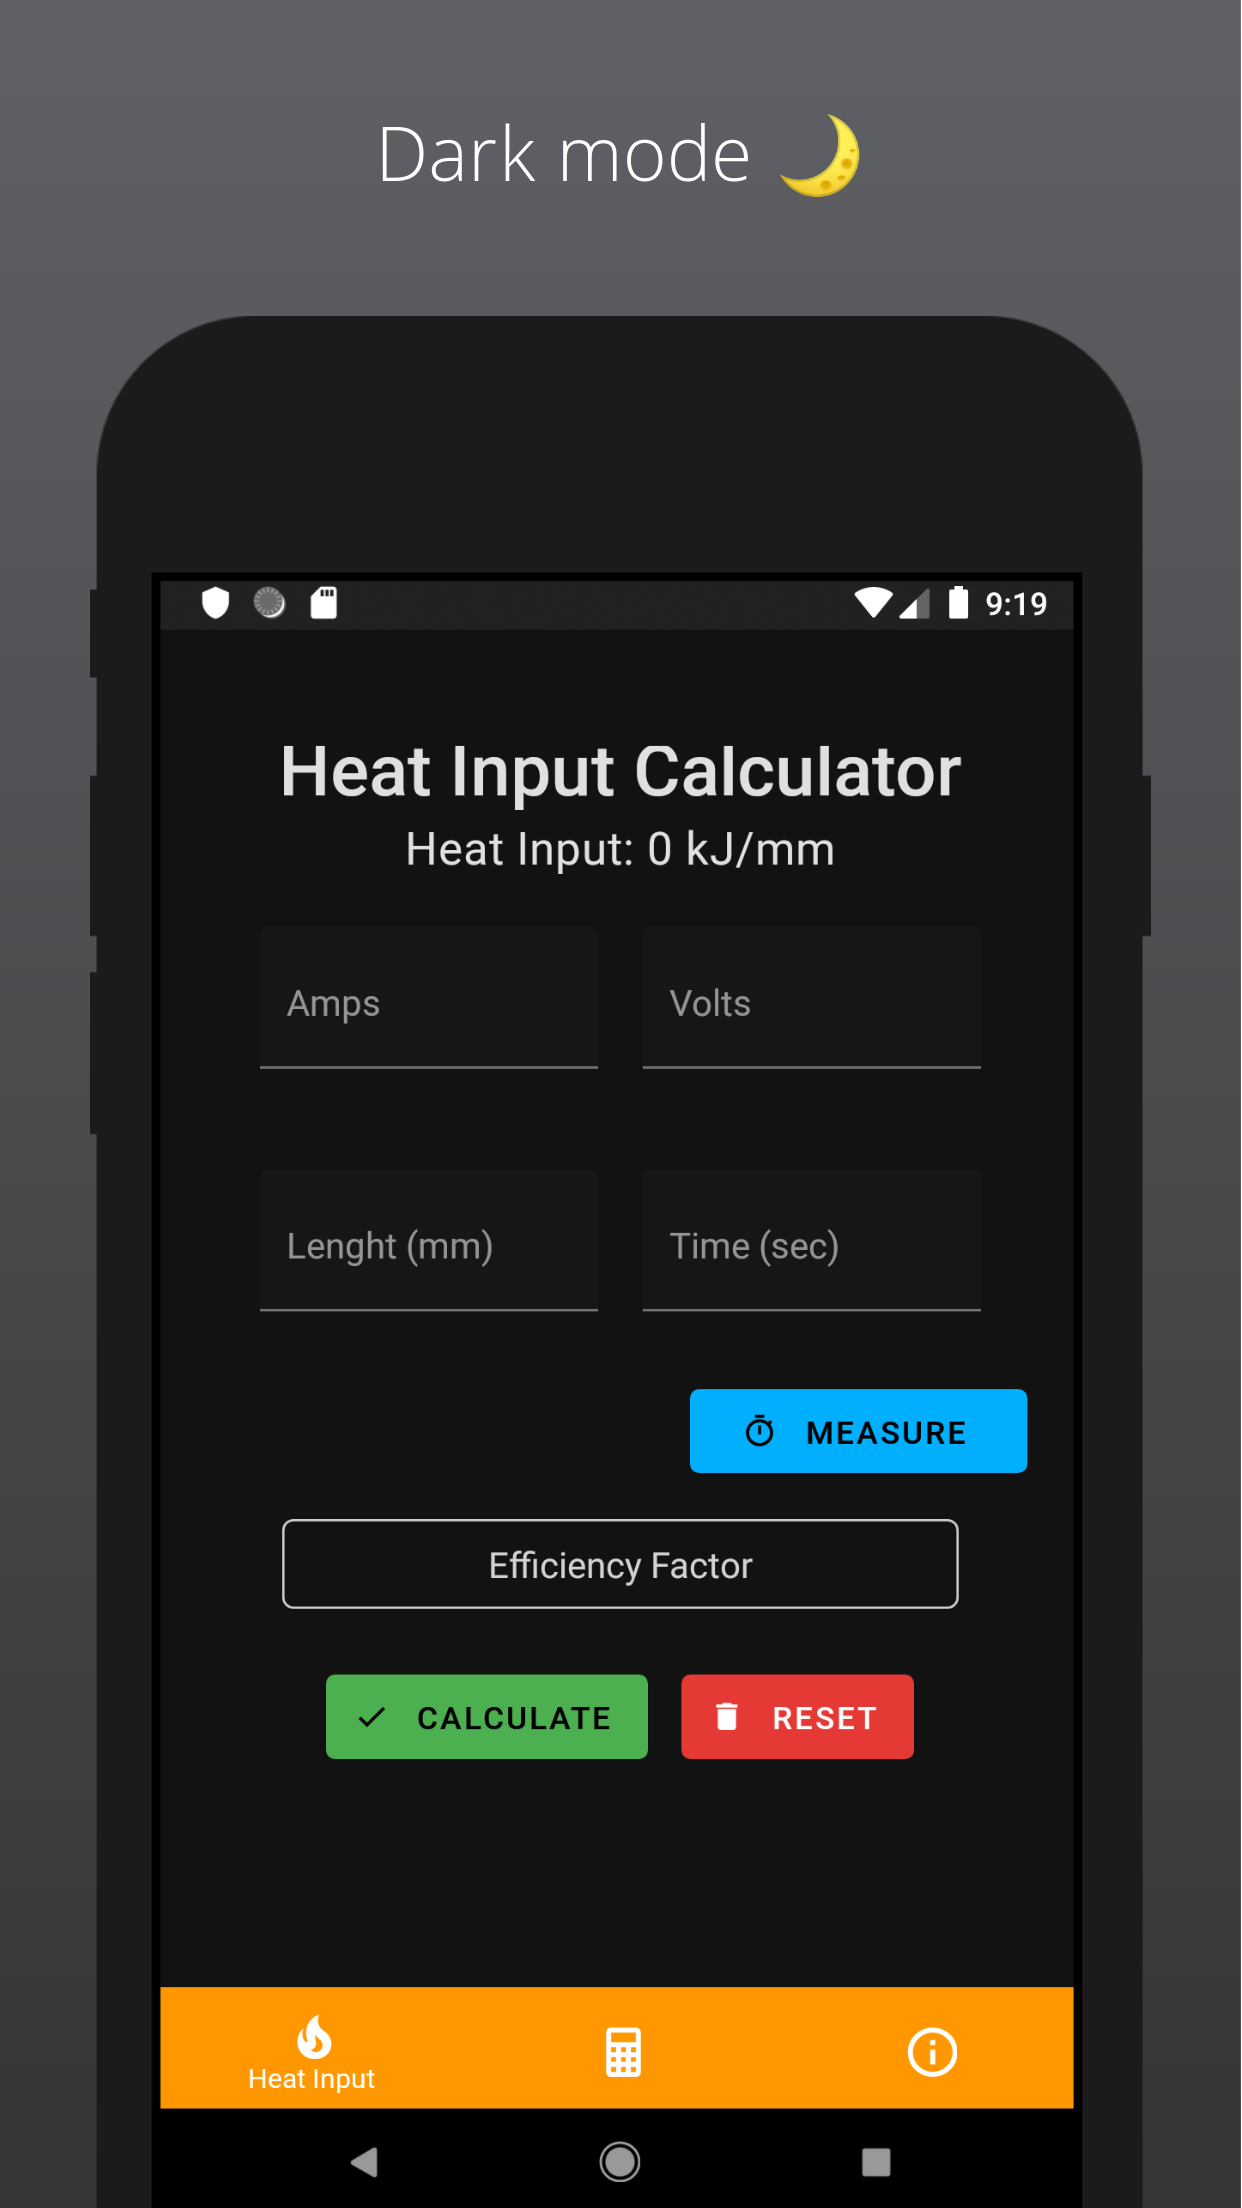 Dark mode 🌙
9:19
Heat Input Calculator
Heat Input: 0 kJ/mm
Amps
Volts
Lenght (mm)
Time (sec)
MEASURE
Efficiency Factor
CALCULATE
RESET
Heat Input